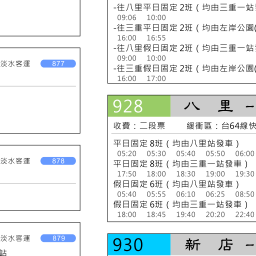 淡水客運 877
淡水客運 878
淡水客運 879
站
-往八里平日固定2班（均由三重一站
09:06 10:00
-往三重平日固定2班（均由左岸公園
16:00 16:55
-往八里假日固定2班（均由三重一站
09:00 10:00
-往三重假日固定2班（均由左岸公園(
16:00 17:00
928 八 里 -
收費：二段票 緩衝區：台64線快
平日固定8班（均由八里站發車）
05:20 05:30 05:40 05:50 06:00
平日固定8班（均由三重一站發車）
17:50 18:00 18:30 19:00 19:30
假日固定6班（均由八里站發車）
05:40 05:55 06:10 06:25 08:50
假日固定6班（均由三重一站發車）
18:00 18:45 19:40 20:20 22:40
930 新 店 -